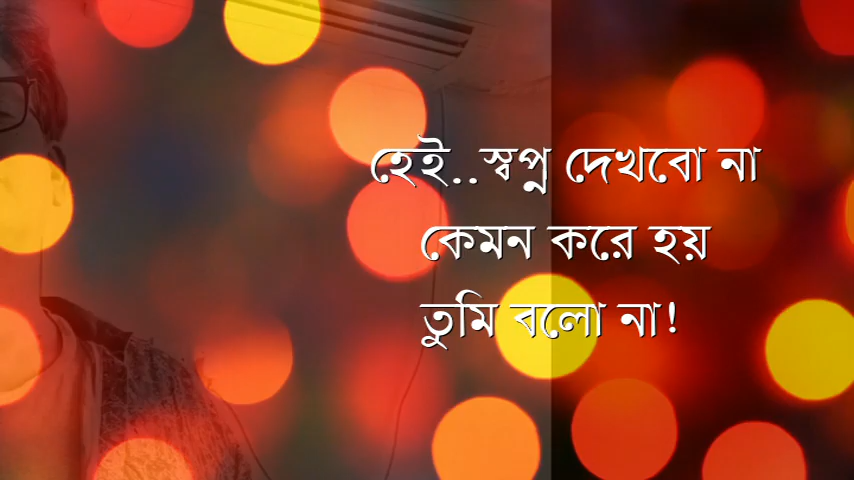 হেই..স্বপ্ন দেখবো না
কেমন করে হয়
তুমি বলো না!